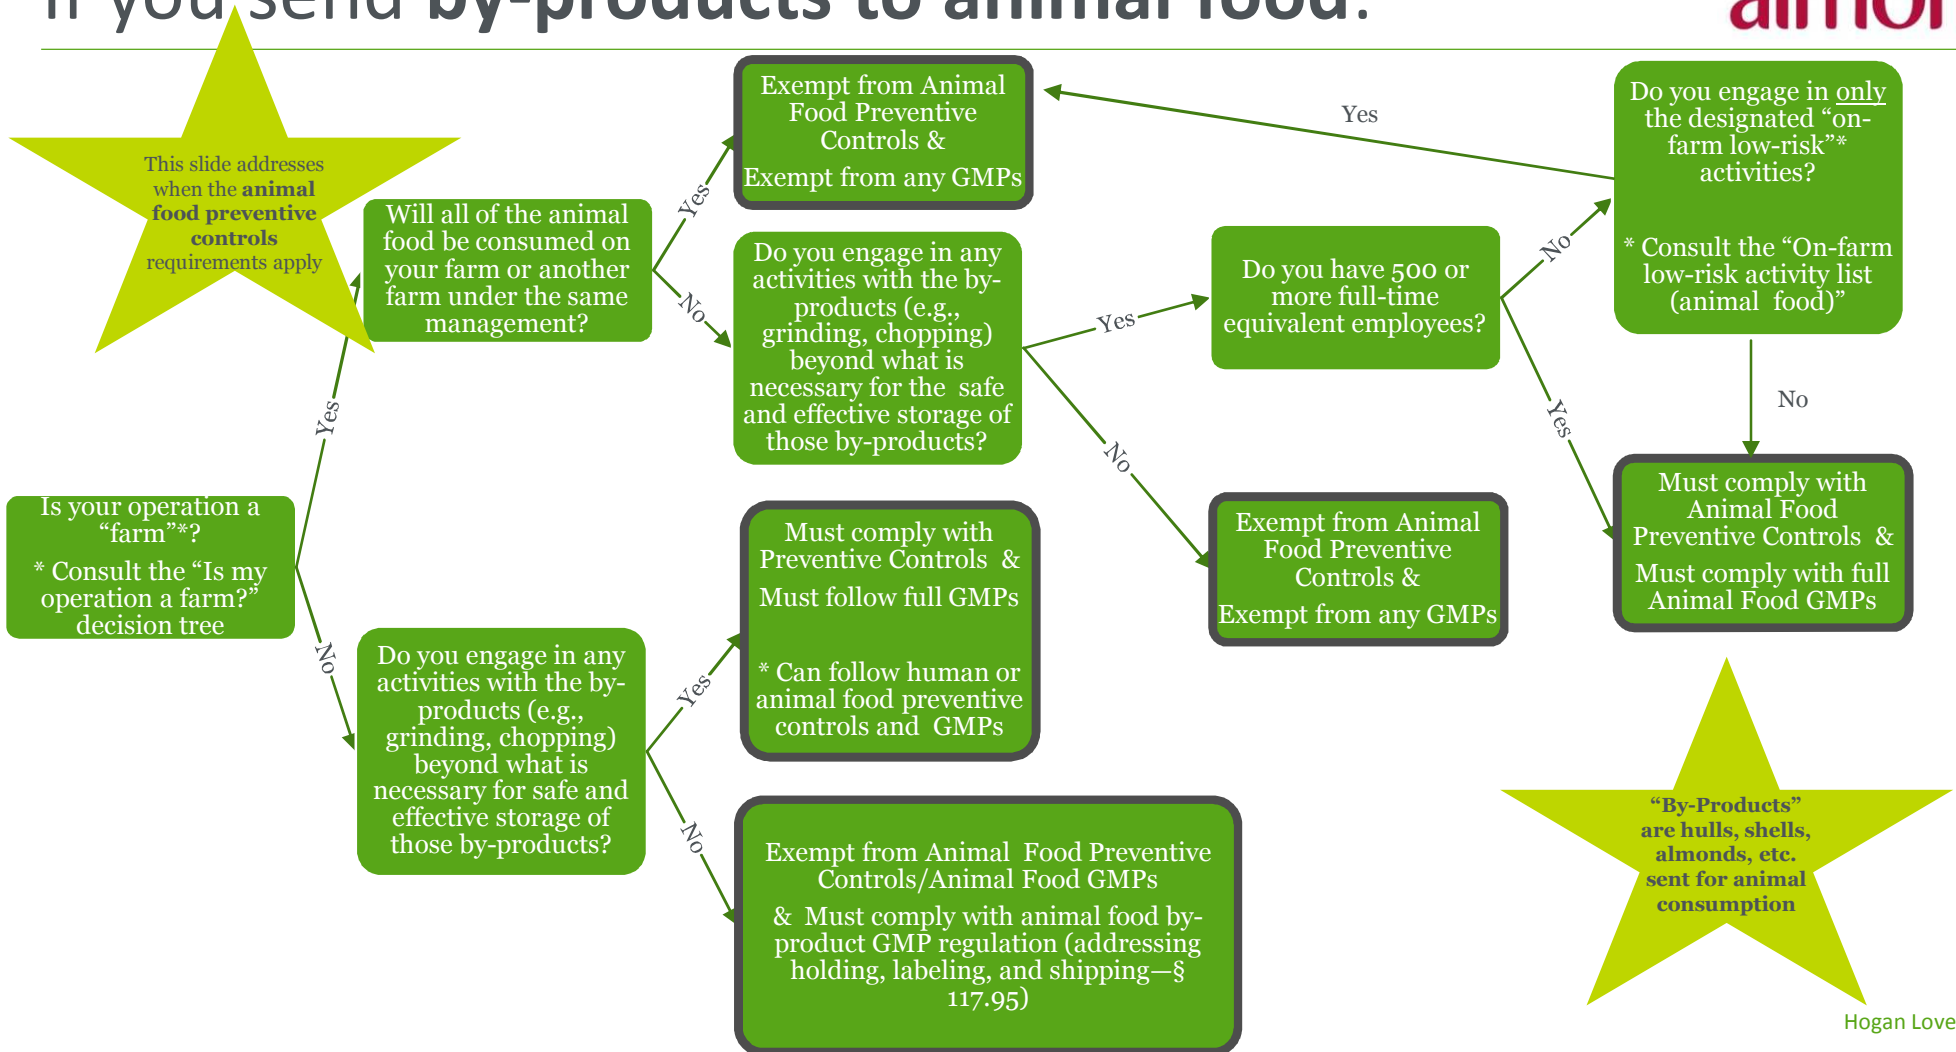 If you send by-products to animal food:
This slide addresses
when the animal
food preventive
controls
requirements apply
Is your operation a
“farm”*?
* Consult the “Is my
operation a farm?”
decision tree
Yes
No
Will all of the animal
food be consumed on
your farm or another
farm under the same
management?
Yes
No
Exempt from Animal
Food Preventive
Controls &
Exempt from any GMPs
Do you engage in any
activities with the by-
products (e.g.,
grinding, chopping)
beyond what is
necessary for the safe
and effective storage of
those by-products?
Yes
No
Do you have 500 or
more full-time
equivalent employees?
No
Yes
Do you engage in only
the designated “on-
farm low-risk”*
activities?
* Consult the “On-farm
low-risk activity list
(animal food)”
Yes
No
Exempt from Animal
Food Preventive
Controls &
Exempt from any GMPs
Must comply with
Animal Food
Preventive Controls &
Must comply with full
Animal Food GMPs
Do you engage in any
activities with the by-
products (e.g.,
grinding, chopping)
beyond what is
necessary for safe and
effective storage of
those by-products?
Yes
No
Must comply with
Preventive Controls &
Must follow full GMPs
* Can follow human or
animal food preventive
controls and GMPs
Exempt from Animal Food Preventive
Controls/Animal Food GMPs
& Must comply with animal food by-
product GMP regulation (addressing
holding, labeling, and shipping—§
117.95)
“By-Products”
are hulls, shells,
almonds, etc.
sent for animal
consumption
Hogan Love